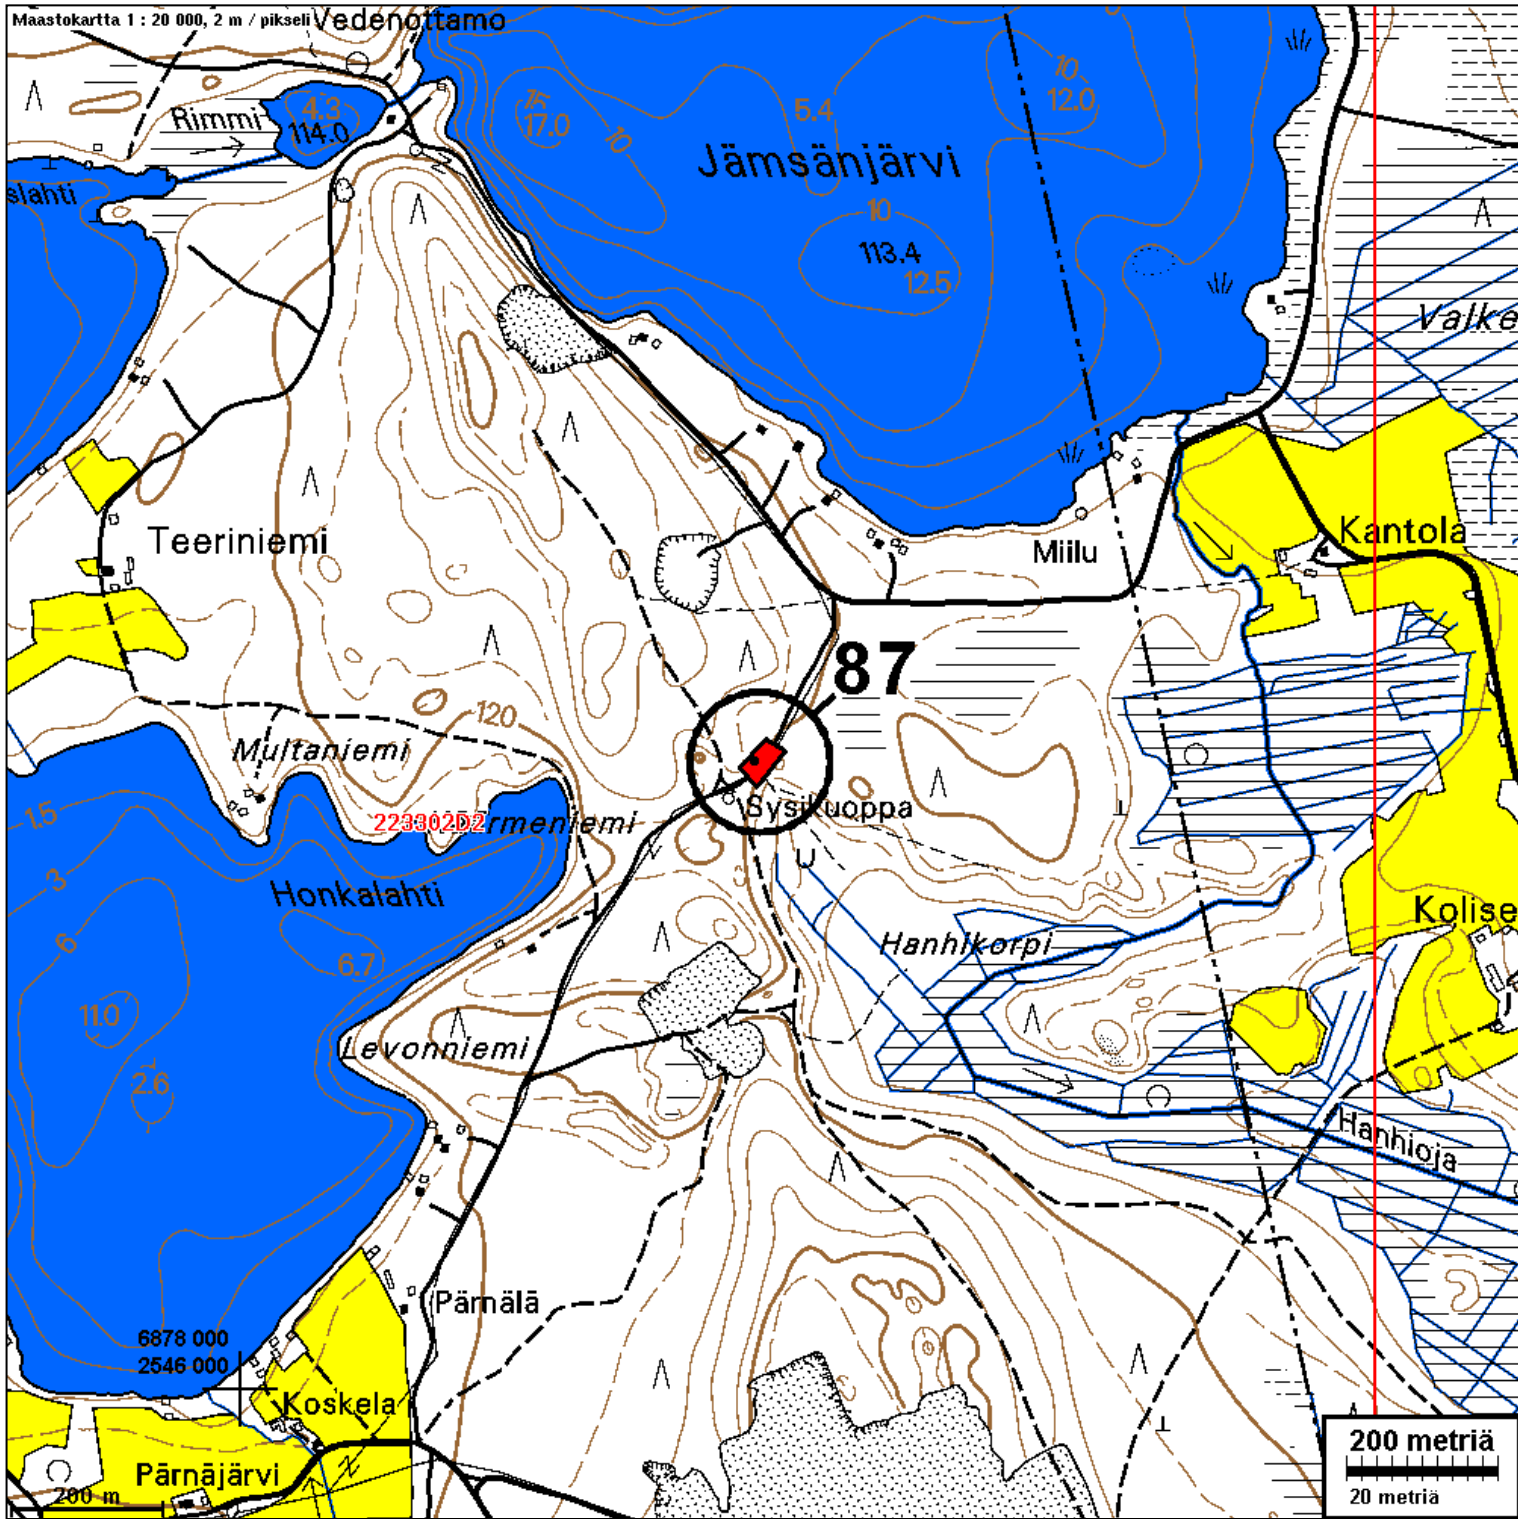 Maastokartta 1 : 20 000, 2 m / pikseli
Vedenottamo
4.3
114.0
Rimmi
slahti
15
17.0
10
5.4
10
12.0
Jämsänjärvi
10
113.4
12.5
Valke
Teeriniemi
Miilu
Kantola
87
120
Multaniemi
Sysikuoppa
223302D2
rmeniemi
1.5
3
6
Honkalahti
6.7
11.0
2.6
Hanhikorpi
Kolise
Levonniemi
Hanhioja
Pärnälä
6878 000
2546 000
Koskela
Pärnäjärvi
200 m
200 metriä
20 metriä